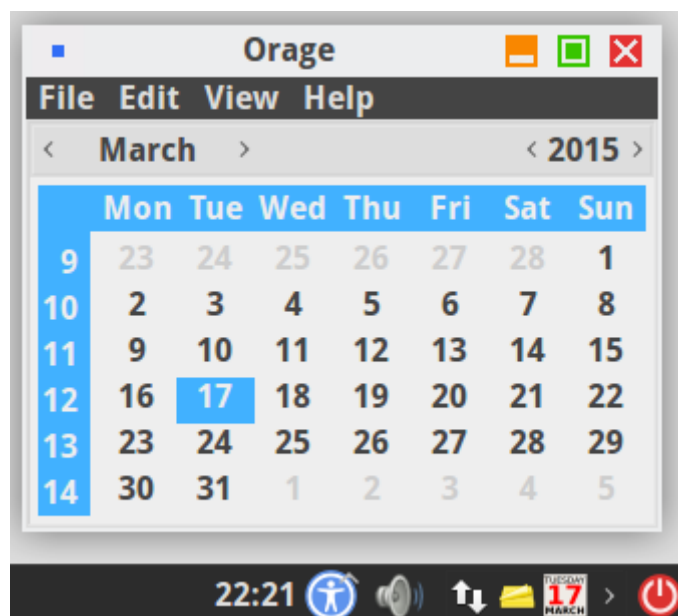 Orage
File Edit View Help
< March > < 2015 >
Mon Tue Wed Thu Fri Sat Sun
9 23 24 25 26 27 28 1
10 2 3 4 5 6 7 8
11 9 10 11 12 13 14 15
12 16 17 18 19 20 21 22
13 23 24 25 26 27 28 29
14 30 31 1 2 3 4 5
TUESDAY
22:21 17 >
MARCH